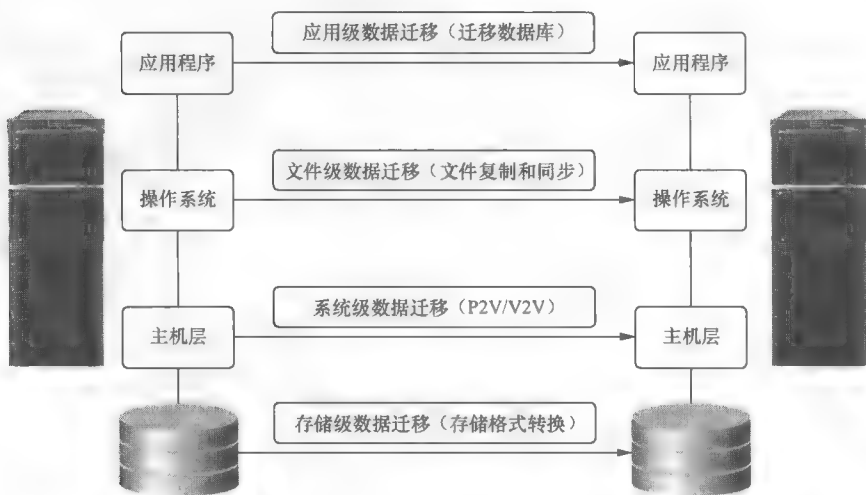 应用级数据迁移（迁移数据库）
应用程序
应用程序
文件级数据迁移（文件复制和同步）
操作系统
操作系统
系统级数据迁移（P2V/V2V）
主机层
主机层
存储级数据迁移（存储格式转换）